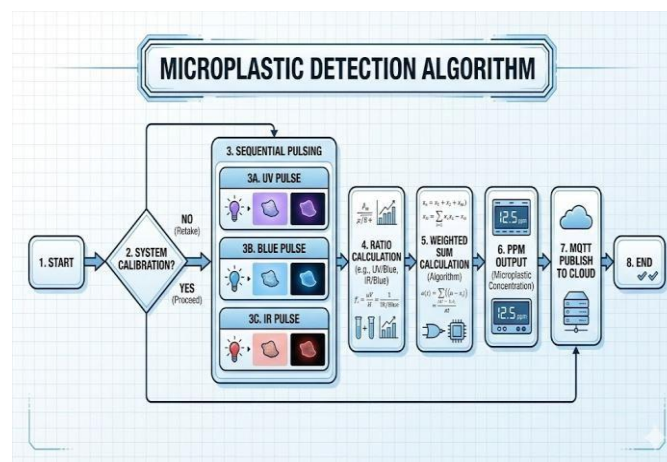 MICROPLASTIC DETECTION ALGORITHM
1. START
2. SYSTEM
CALIBRATION?
NO
(Retake)
YES
(Proceed)
3. SEQUENTIAL PULSING
3A. UV PULSE
3B. BLUE PULSE
3C. IR PULSE
4. RATIO
CALCULATION
(e.g., UV/Blue,
IR/Blue)
5. WEIGHTED
SUM
CALCULATION
(Algorithm)
12.5 ppm
6. PPM
OUTPUT
(Microplastic
Concentration)
12.5 ppm
7. MQTT
PUBLISH
TO CLOUD
8. END